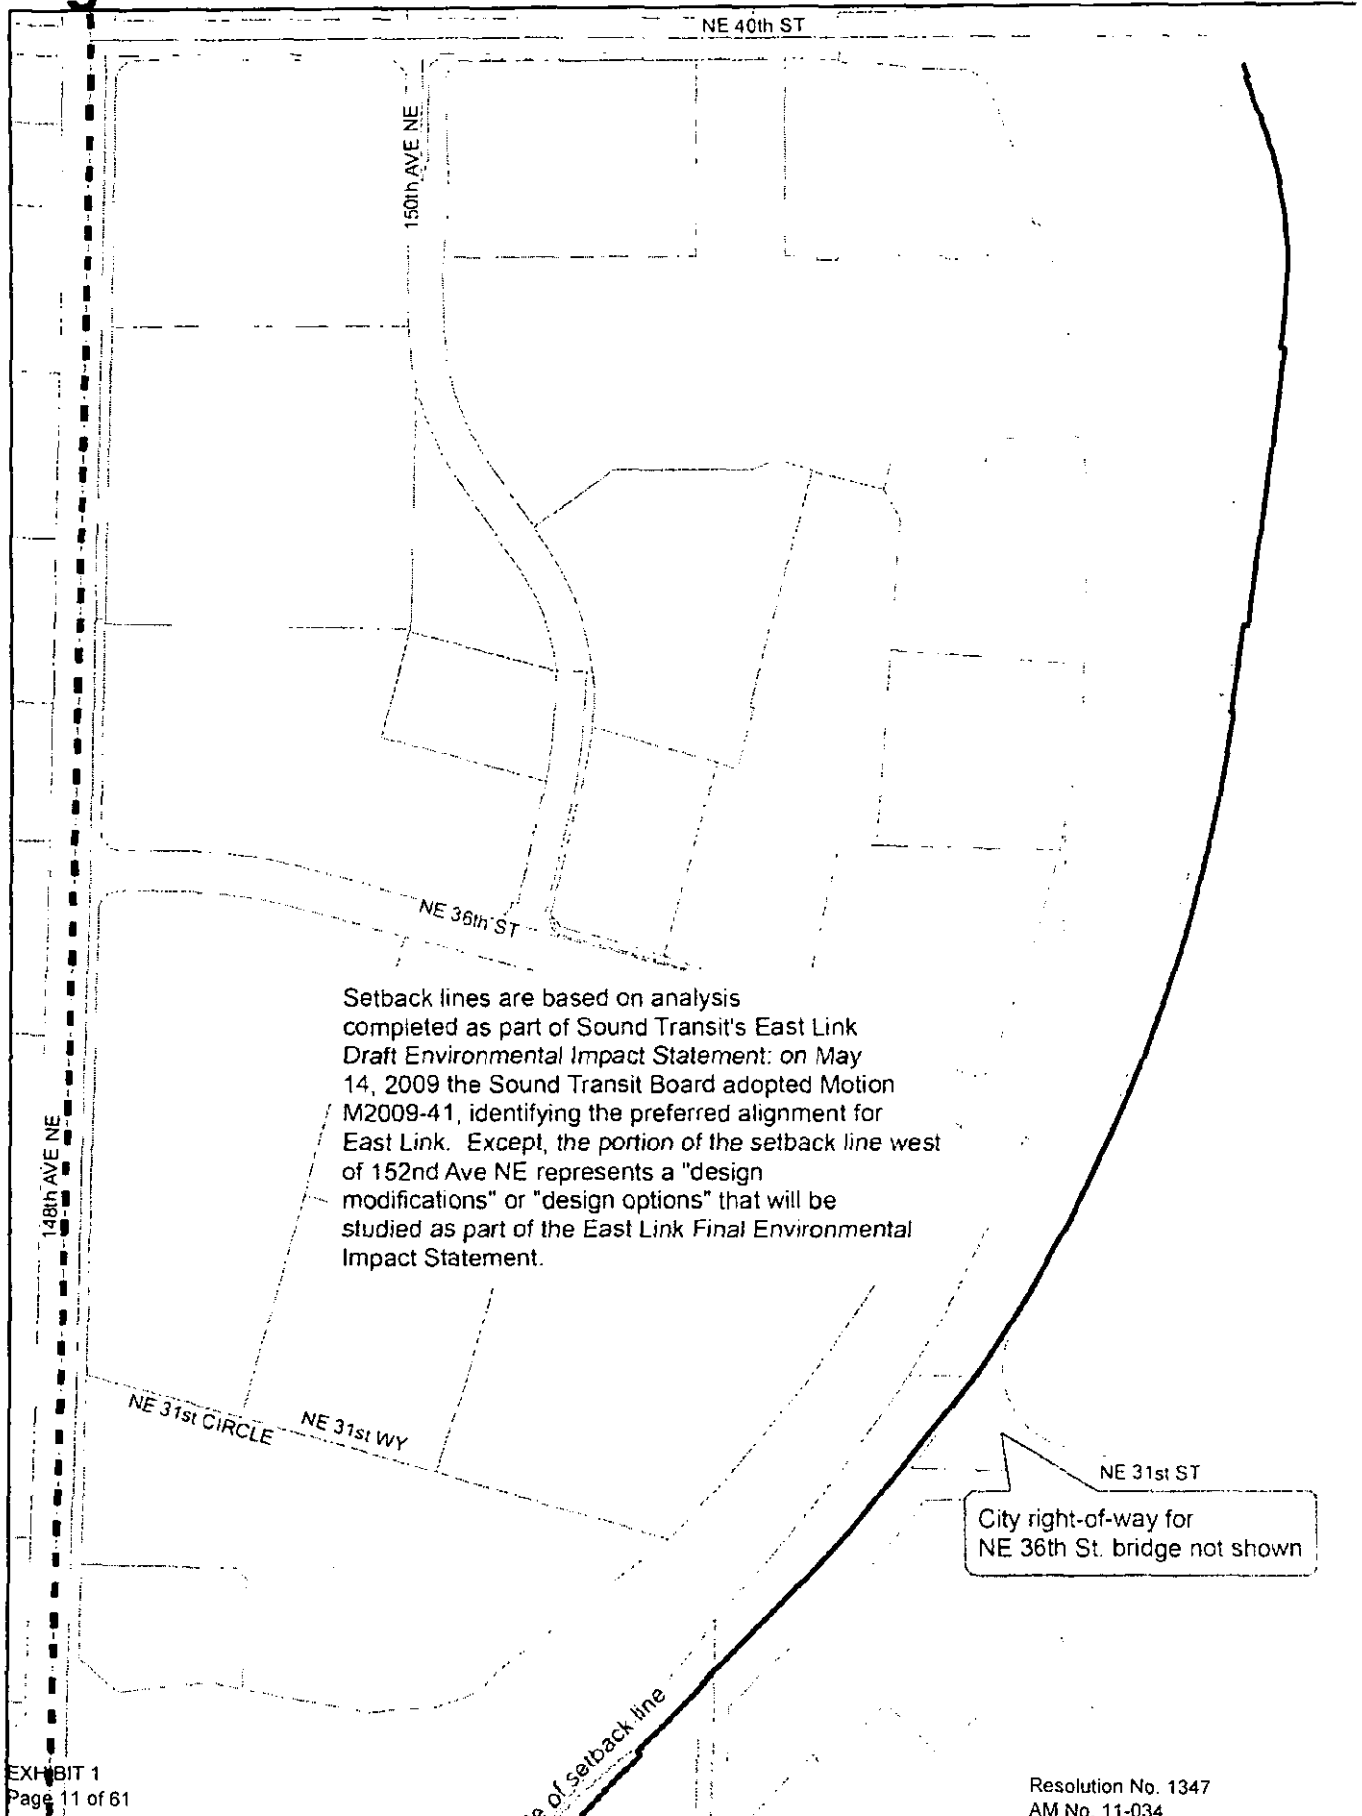 NE 40th ST
150th AVE NE
NE 36th ST
Setback lines are based on analysis
completed as part of Sound Transit's East Link
Draft Environmental Impact Statement: on May
14, 2009 the Sound Transit Board adopted Motion
M2009-41, identifying the preferred alignment for
East Link. Except, the portion of the setback line west
of 152nd Ave NE represents a "design
modifications" or "design options" that will be
studied as part of the East Link Final Environmental
Impact Statement.
148th AVE NE
NE 31st CIRCLE
NE 31st WY
NE 31st ST
City right-of-way for
NE 36th St. bridge not shown
of setback line
EXHIBIT 1
Page 11 of 61
Resolution No. 1347
AM No. 11-034